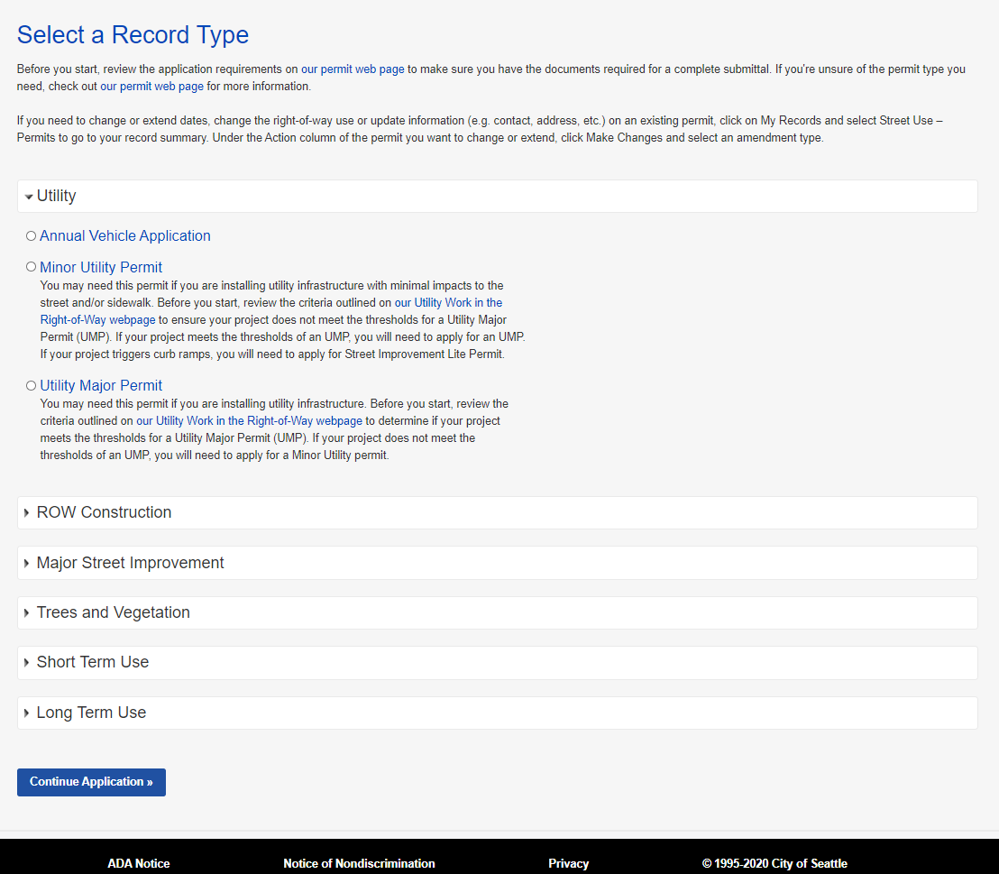 Select a Record Type
Before you start, review the application requirements on our permit web page to make sure you have the documents required for a complete submittal. If you're unsure of the permit type you
need, check out our permit web page for more information.
If you need to change or extend dates, change the right-of-way use or update information (e.g. contact, address, etc.) on an existing permit, click on My Records and select Street Use –
Permits to go to your record summary. Under the Action column of the permit you want to change or extend, click Make Changes and select an amendment type.
Utility
Annual Vehicle Application
Minor Utility Permit
You may need this permit if you are installing utility infrastructure with minimal impacts to the
street and/or sidewalk. Before you start, review the criteria outlined on our Utility Work in the
Right-of-Way webpage to ensure your project does not meet the thresholds for a Utility Major
Permit (UMP). If your project meets the thresholds of an UMP, you will need to apply for an UMP.
If your project triggers curb ramps, you will need to apply for Street Improvement Lite Permit.
Utility Major Permit
You may need this permit if you are installing utility infrastructure. Before you start, review the
criteria outlined on our Utility Work in the Right-of-Way webpage to determine if your project
meets the thresholds for a Utility Major Permit (UMP). If your project does not meet the
thresholds of an UMP, you will need to apply for a Minor Utility permit.
ROW Construction
Major Street Improvement
Trees and Vegetation
Short Term Use
Long Term Use
Continue Application »
ADA Notice Notice of Nondiscrimination Privacy © 1995-2020 City of Seattle